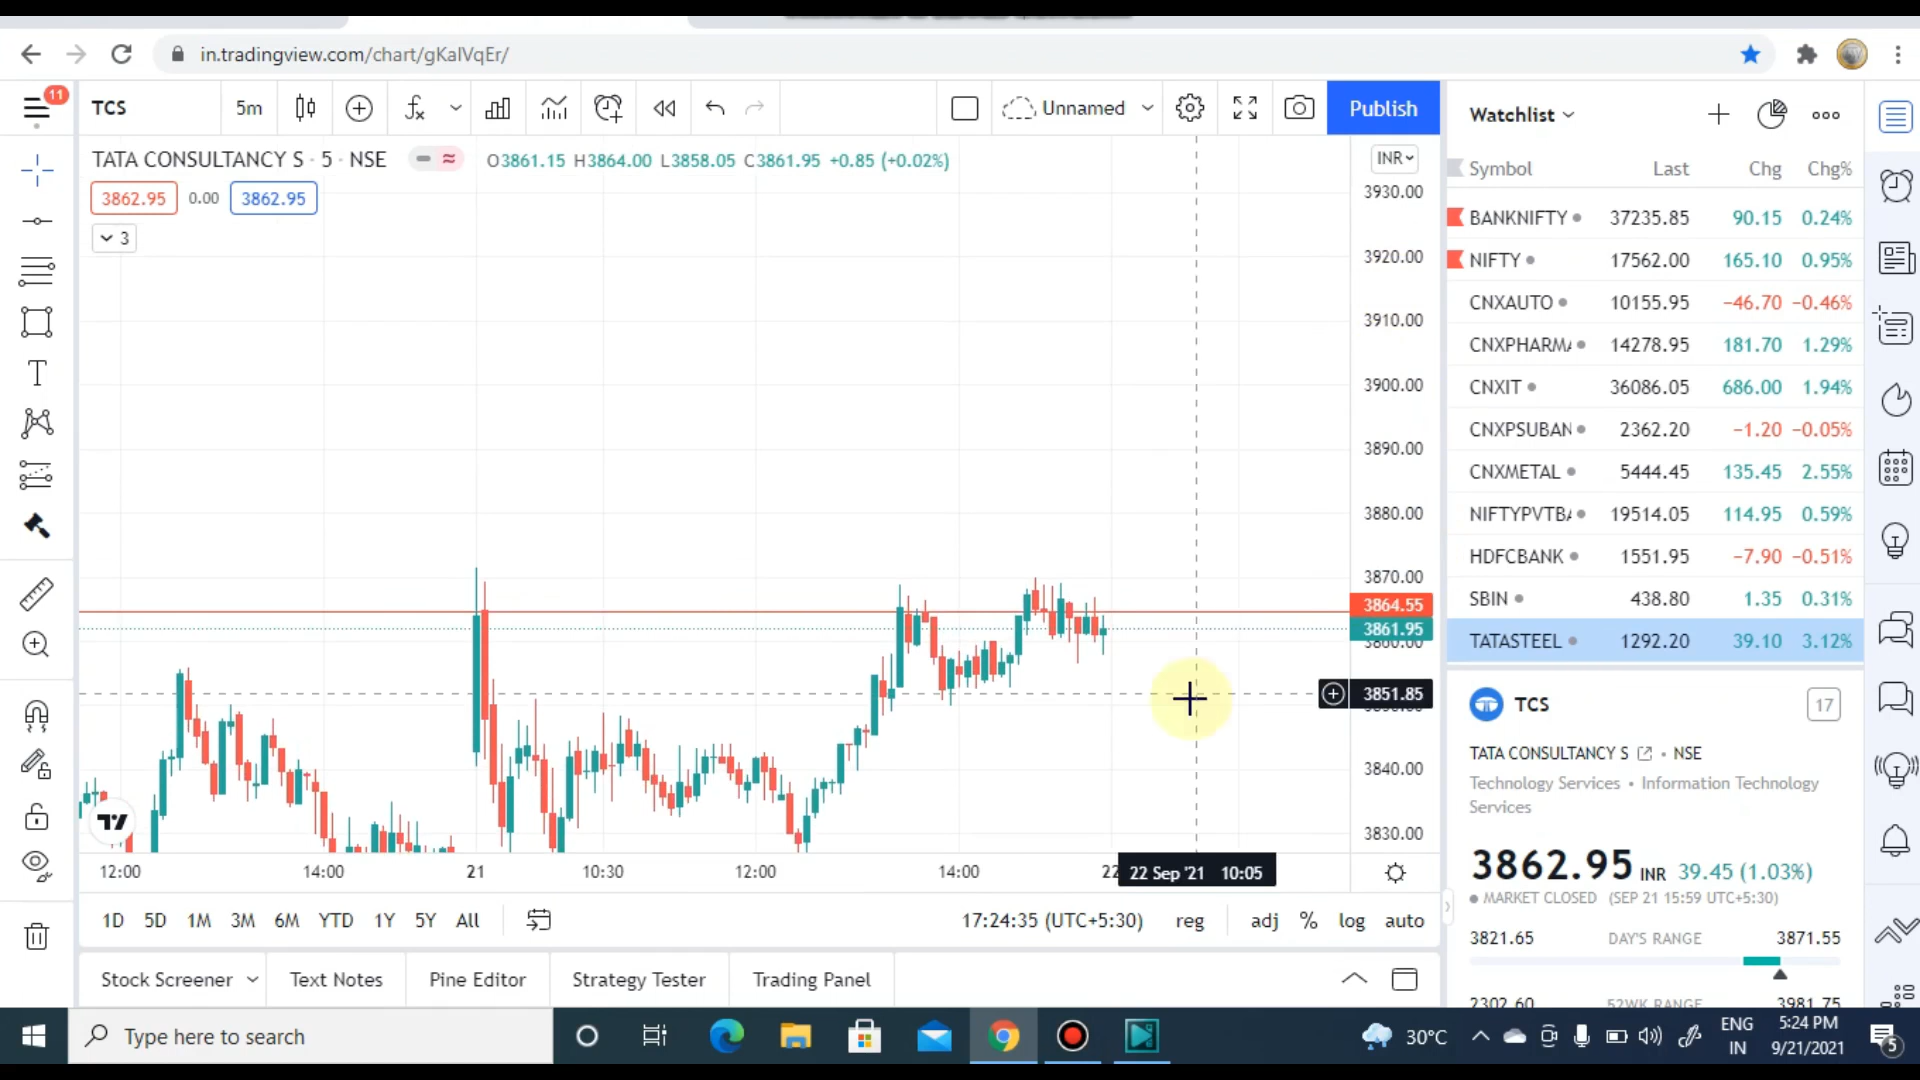 in.tradingview.com/chart/gKalVqEr/
11
TCS
5m
Unnamed
Publish
TATA CONSULTANCY S · 5 · NSE
O3861.15 H3864.00 L3858.05 C3861.95 +0.85 (+0.02%)
INR
3862.95 0.00 3862.95
3
3930.00
3920.00
3910.00
3900.00
3890.00
3880.00
3870.00
3864.55
3861.95
3851.85
3840.00
3830.00
12:00 14:00 21 10:30 12:00 14:00 22 Sep '21 10:05
1D 5D 1M 3M 6M YTD 1Y 5Y All
17:24:35 (UTC+5:30) reg adj % log auto
Stock Screener Text Notes Pine Editor Strategy Tester Trading Panel
Watchlist
Symbol Last Chg Chg%
BANKNIFTY 37235.85 90.15 0.24%
NIFTY 17562.00 165.10 0.95%
CNXAUTO 10155.95 −46.70 −0.46%
CNXPHARMA 14278.95 181.70 1.29%
CNXIT 36086.05 686.00 1.94%
CNXPSUBAN 2362.20 −1.20 −0.05%
CNXMETAL 5444.45 135.45 2.55%
NIFTYPVTBA 19514.05 114.95 0.59%
HDFCBANK 1551.95 −7.90 −0.51%
SBIN 438.80 1.35 0.31%
TATASTEEL 1292.20 39.10 3.12%
TCS
17
TATA CONSULTANCY S · NSE
Technology Services • Information Technology
Services
3862.95 INR 39.45 (1.03%)
MARKET CLOSED (SEP 21 15:59 UTC+5:30)
3821.65 DAY'S RANGE 3871.55
2302.60 52WK RANGE 3981.75
Type here to search
30°C
ENG
IN
5:24 PM
9/21/2021
5